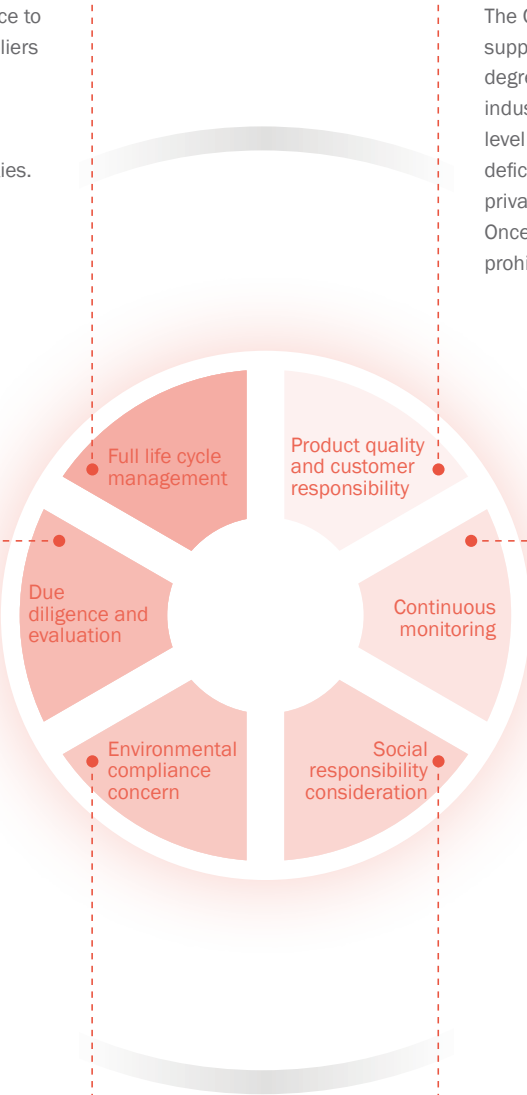 ce to
liers
ies.
The
supp
degre
indus
level
defic
priva
Once
prohi
Full life cycle
management
Product quality
and customer
responsibility
Due
diligence and
evaluation
Continuous
monitoring
Environmental
compliance
concern
Social
responsibility
consideration